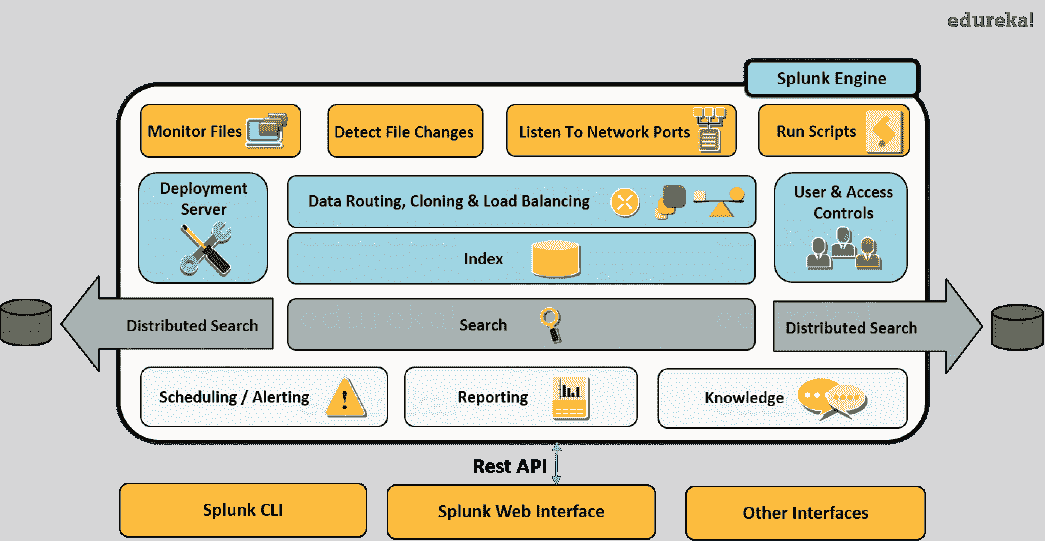 edureka!
Splunk Engine
Monitor Files
Detect File Changes
Listen To Network Ports
Run Scripts
Deployment
Server
Data Routing, Cloning & Load Balancing
User & Access
Controls
Index
Distributed Search
Search
Distributed Search
Scheduling / Alerting
Reporting
Knowledge
Rest API
Splunk CLI
Splunk Web Interface
Other Interfaces